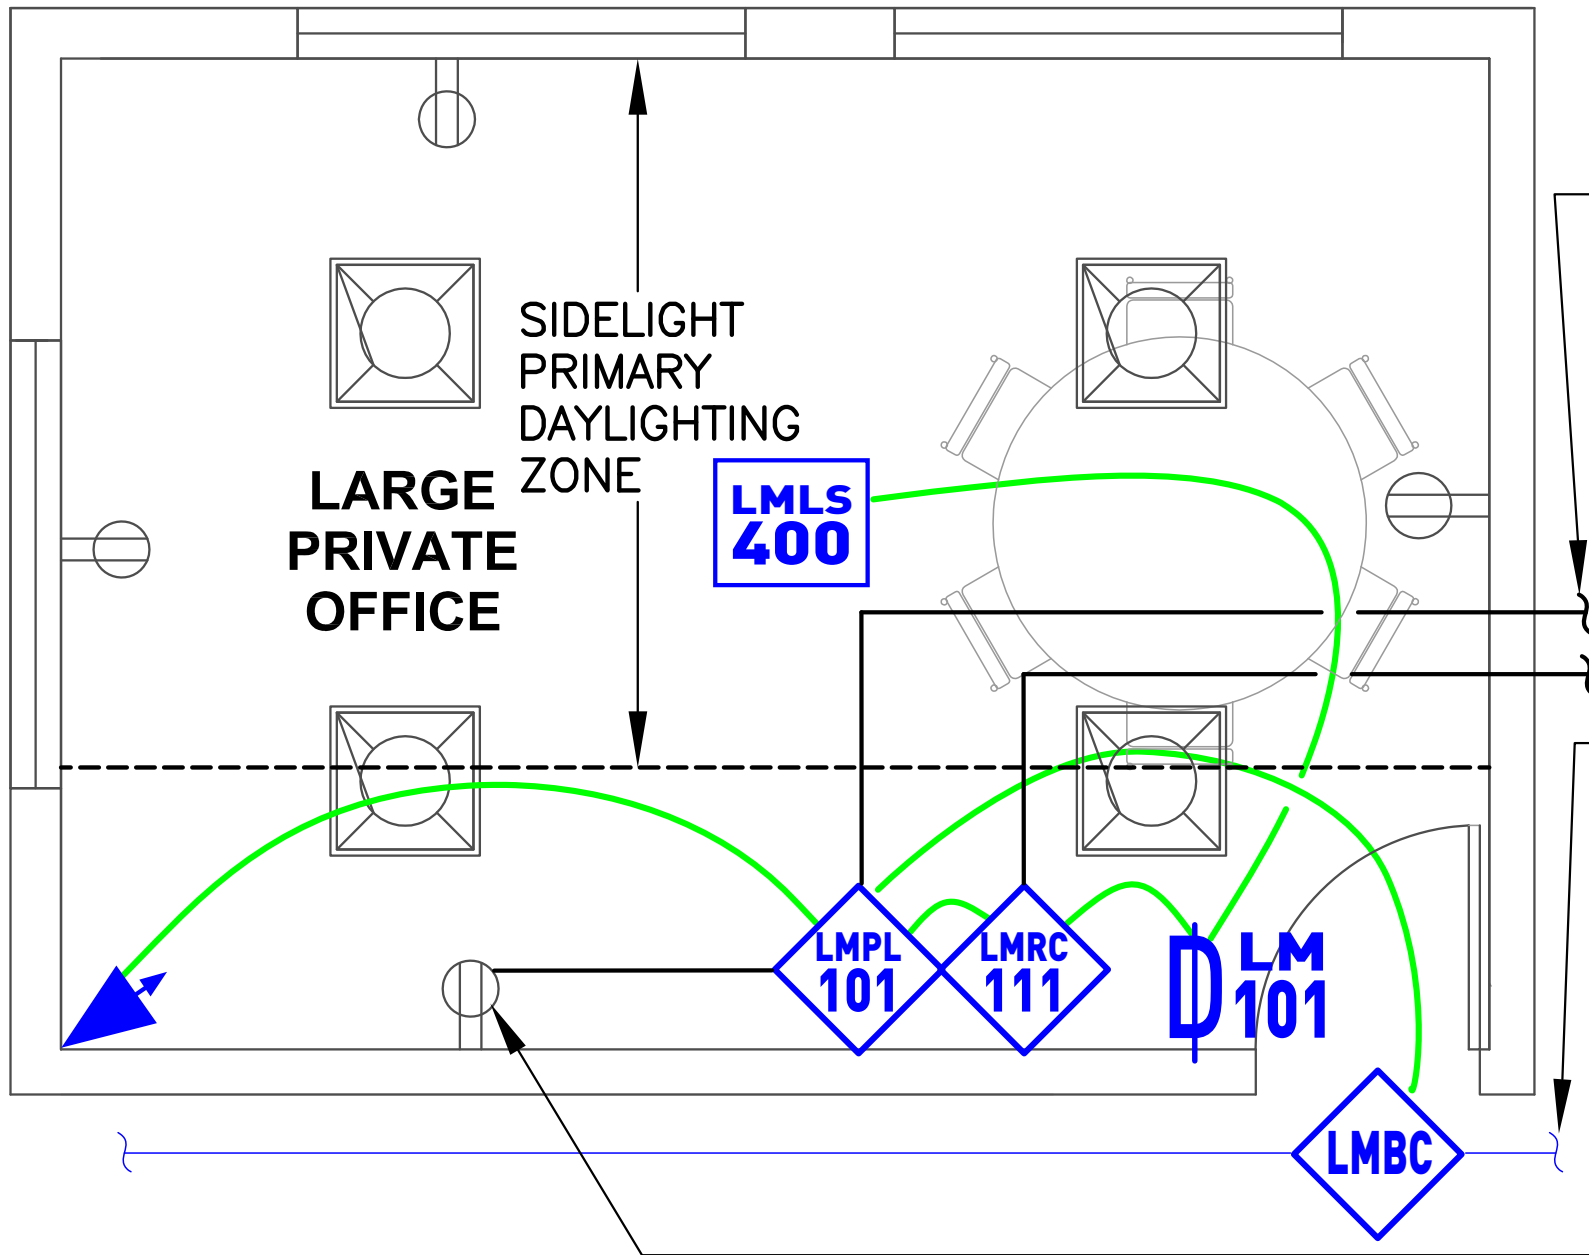 SIDELIGHT
PRIMARY
DAYLIGHTING
ZONE
LARGE
PRIVATE
OFFICE
LMLS
400
LMPL
101
LMRC
111
D
LM
101
LMBC